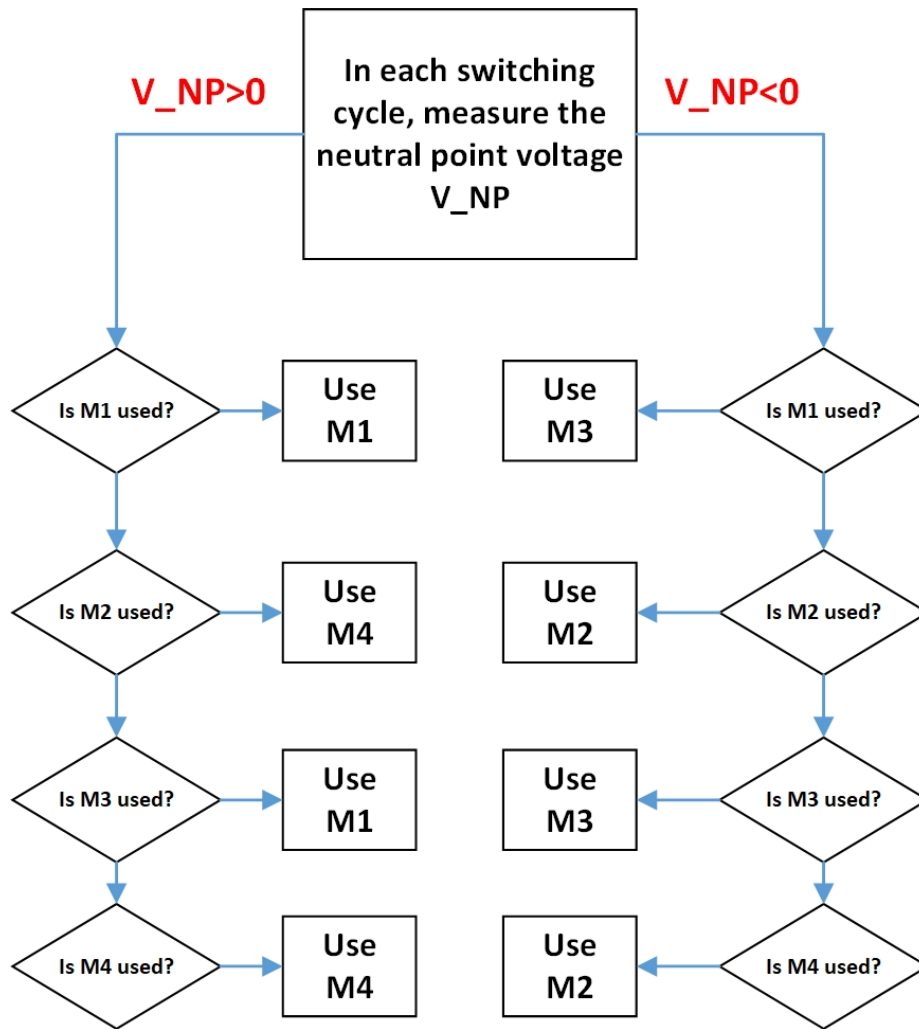 V_NP>0
In each switching
cycle, measure the
neutral point voltage
V_NP
V_NP<0
Is M1 used?
Use
M1
Use
M3
Is M1 used?
Is M2 used?
Use
M4
Use
M2
Is M2 used?
Is M3 used?
Use
M1
Use
M3
Is M3 used?
Is M4 used?
Use
M4
Use
M2
Is M4 used?